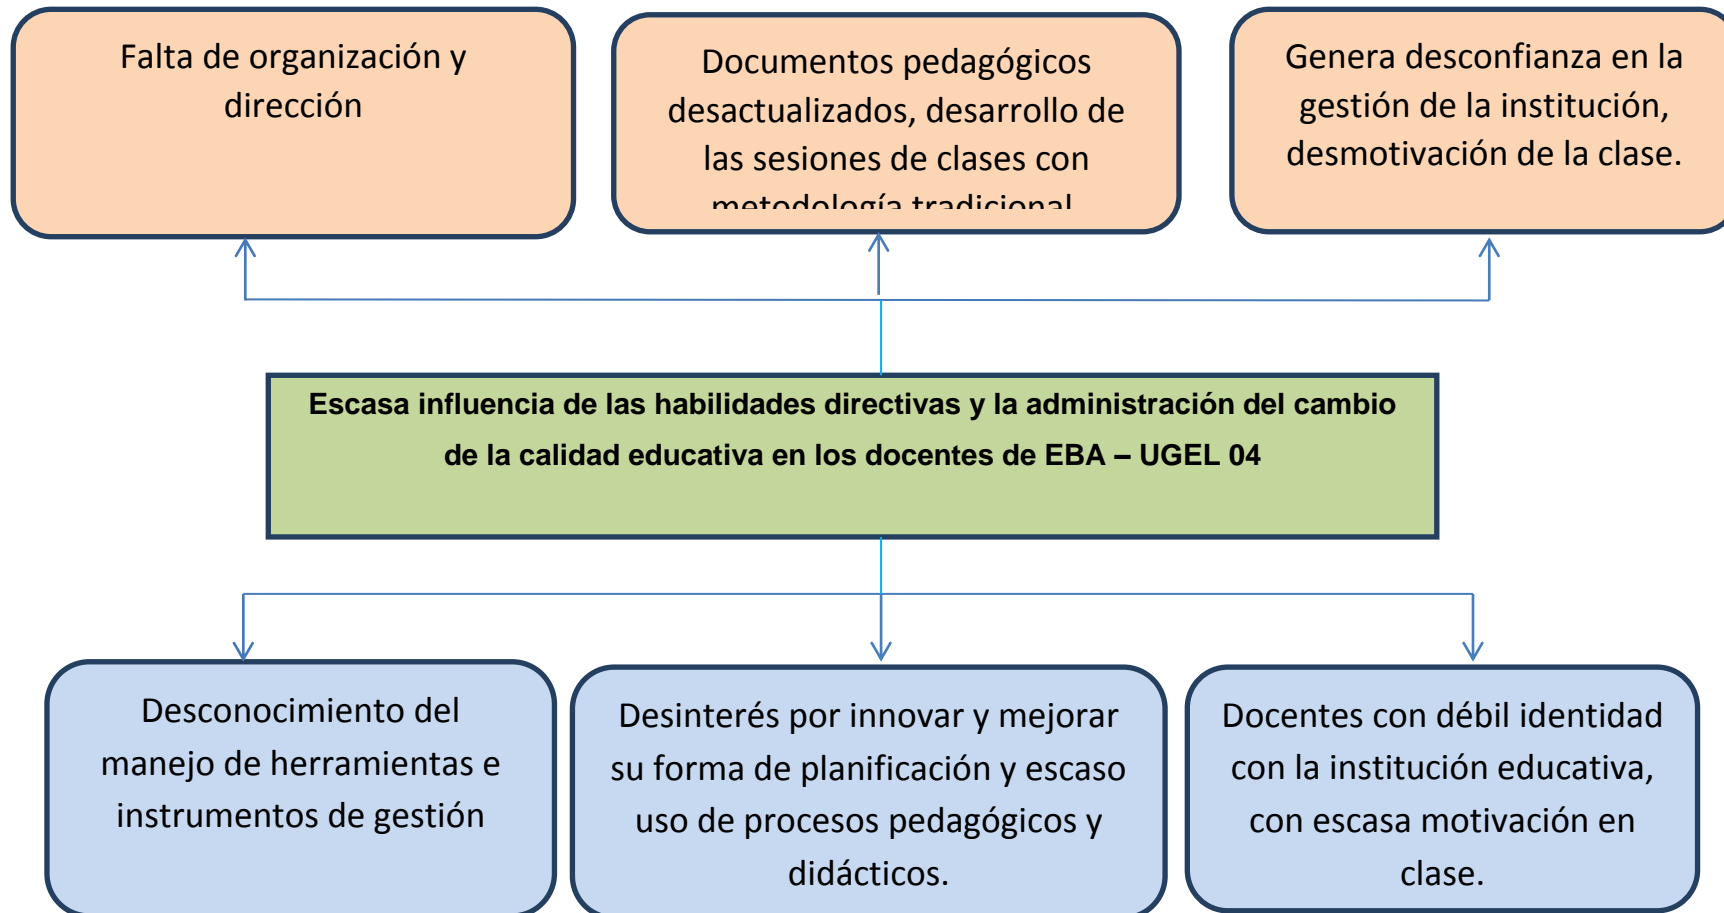 Falta de organización y
dirección
Documentos pedagógicos
desactualizados, desarrollo de
las sesiones de clases con
metodología tradicional
Genera desconfianza en la
gestión de la institución,
desmotivación de la clase.
Escasa influencia de las habilidades directivas y la administración del cambio
de la calidad educativa en los docentes de EBA – UGEL 04
Desconocimiento del
manejo de herramientas e
instrumentos de gestión
Desinterés por innovar y mejorar
su forma de planificación y escaso
uso de procesos pedagógicos y
didácticos.
Docentes con débil identidad
con la institución educativa,
con escasa motivación en
clase.